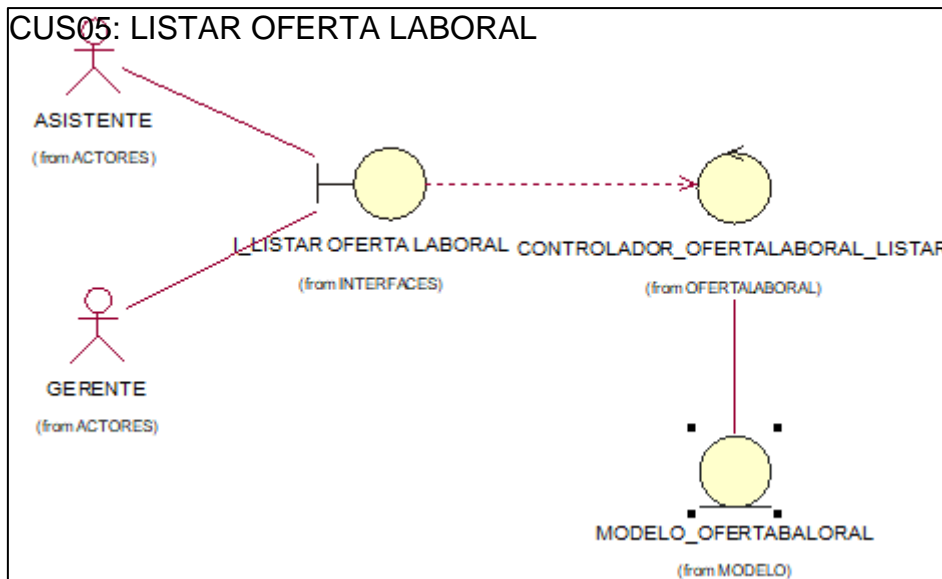 CUS05: LISTAR OFERTA LABORAL
ASISTENTE
(from ACTORES)
I_LISTAR OFERTA LABORAL
(from INTERFACES)
CONTROLADOR_OFERTALABORAL_LISTAR
(from OFERTALABORAL)
GERENTE
(from ACTORES)
MODELO_OFERTABALORAL
(from MODELO)